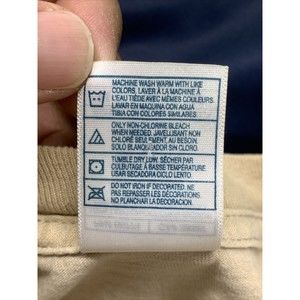 MACHINE WASH WARM WITH LIKE
COLORS, LAVER À LA MACHINE À
L'EAU TIÈDE AVEC MÊMES COULEURS.
LAVAR EN MAQUINA CON AGUA
TIBIA CON COLORES SIMILARES
ONLY NON-CHLORINE BLEACH
WHEN NEEDED. JAVELLISANT NON
CHLORÉ SEULEMENT, AU BESOIN.
SOLO BLANQUEADOR SIN CLORO.
TUMBLE DRY LOW. SÉCHER PAR
CULBUTAGE À BASSE TEMPÉRATURE
USAR SECADORA CICLO LENTO
DO NOT IRON IF DECORATED. NE
PAS REPASSER LES DÉCORATIONS
NO PLANCHAR